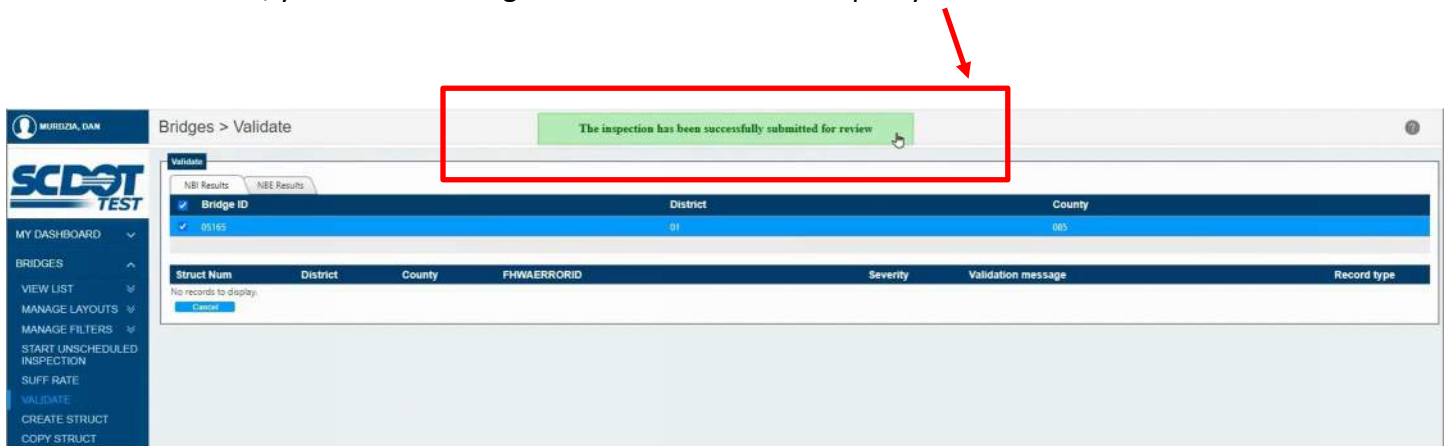 MURDZIA, DAN
Bridges > Validate
The inspection has been successfully submitted for review
SCDOT
TEST
Validate
NBI Results
NBE Results
Bridge ID
District
County
05165
01
005
Struct Num
District
County
FHWAERRORID
Severity
Validation message
Record type
No records to display.
Cancel
MY DASHBOARD
BRIDGES
VIEW LIST
MANAGE LAYOUTS
MANAGE FILTERS
START UNSCHEDULED
INSPECTION
SUFF RATE
VALIDATE
CREATE STRUCT
COPY STRUCT